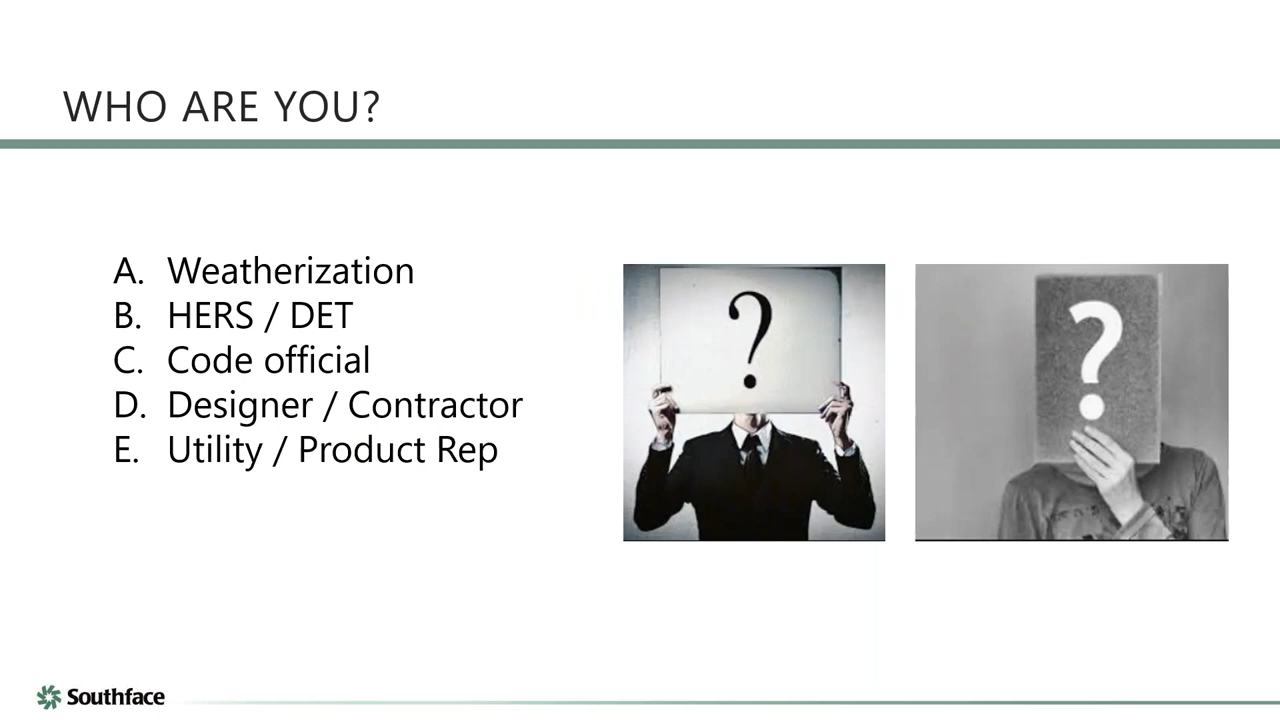 WHO ARE YOU?
A. Weatherization
B. HERS / DET
C. Code official
D. Designer / Contractor
E. Utility / Product Rep
?
?
Southface